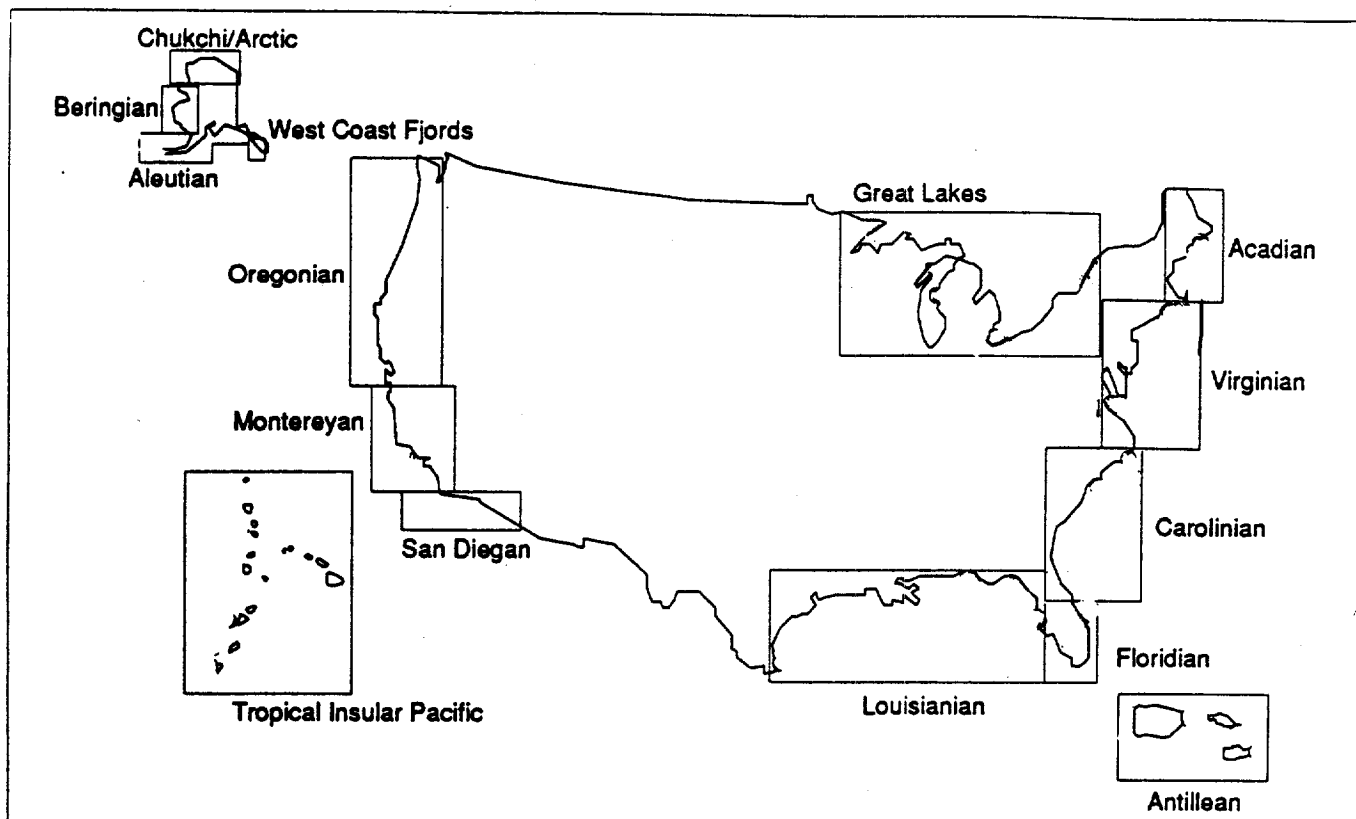 Chukchi/Arctic
Beringian
West Coast Fjords
Aleutian
Great Lakes
Acadian
Oregonian
Virginian
Montereyan
Carolinian
San Diegan
Floridian
Louisianian
Tropical Insular Pacific
Antillean